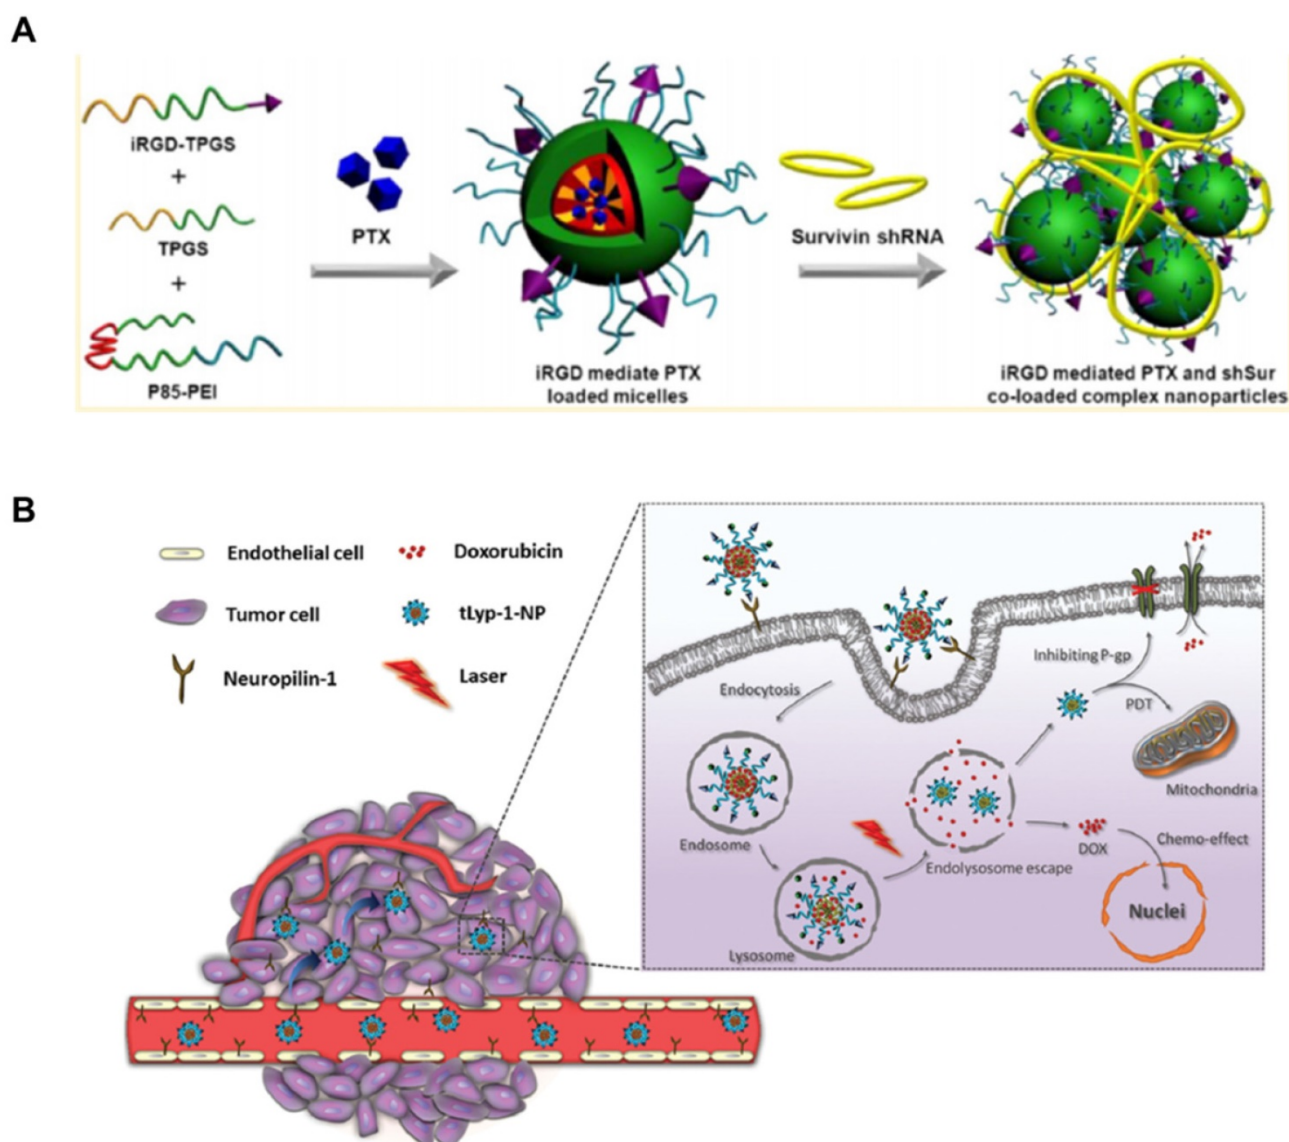 A
iRGD-TPGS
+
TPGS
+
P85-PEI
PTX
iRGD mediate PTX
loaded micelles
Survivin shRNA
iRGD mediated PTX and shSur
co-loaded complex nanoparticles
B
Endothelial cell
Doxorubicin
Tumor cell
tLyp-1-NP
Neuropilin-1
Laser
Inhibiting P-gp
Endocytosis
PDT
Mitochondria
Endosome
Endolysosome escape
DOX
Chemo-effect
Nuclei
Lysosome